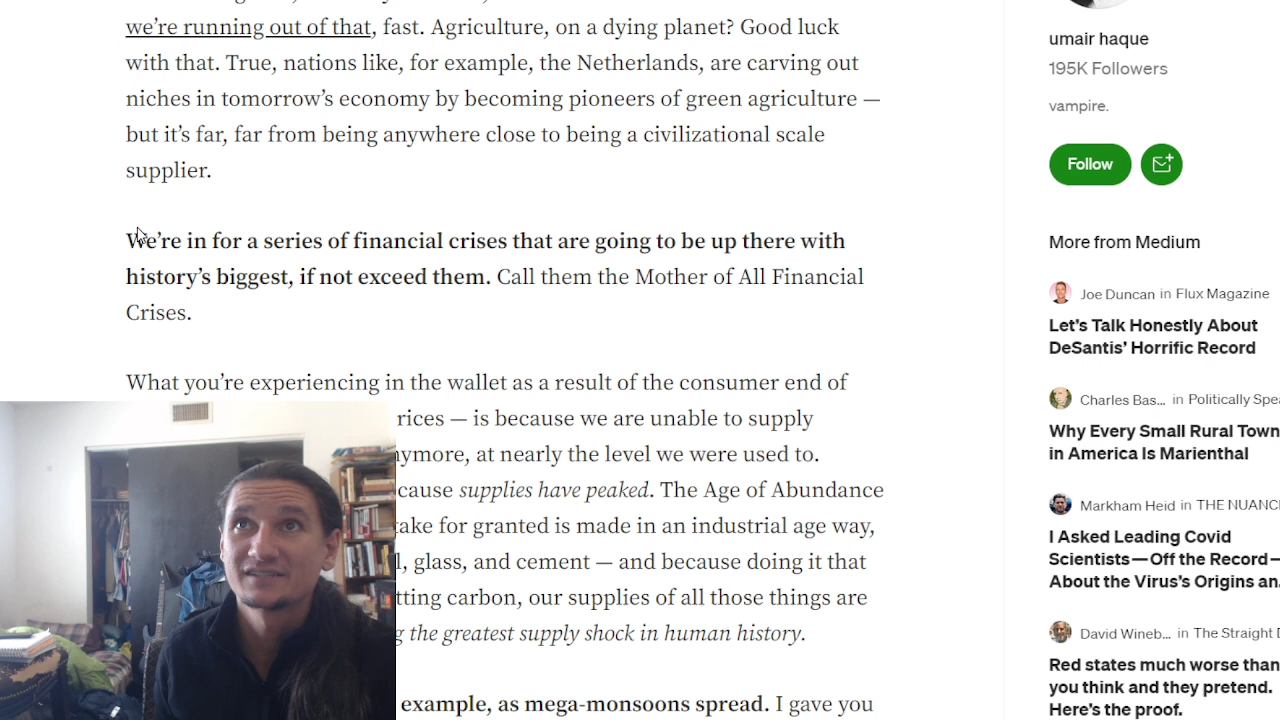 we're running out of that, fast. Agriculture, on a dying planet? Good luck
with that. True, nations like, for example, the Netherlands, are carving out
niches in tomorrow's economy by becoming pioneers of green agriculture —
but it's far, far from being anywhere close to being a civilizational scale
supplier.
We're in for a series of financial crises that are going to be up there with
history's biggest, if not exceed them. Call them the Mother of All Financial
Crises.
What you're experiencing in the wallet as a result of the consumer end of
rices — is because we are unable to supply
nymore, at nearly the level we were used to.
cause supplies have peaked. The Age of Abundance
take for granted is made in an industrial age way,
l, glass, and cement — and because doing it that
tting carbon, our supplies of all those things are
g the greatest supply shock in human history.
example, as mega-monsoons spread. I gave you
umair haque
195K Followers
vampire.
Follow
More from Medium
Joe Duncan in Flux Magazine
Let's Talk Honestly About
DeSantis' Horrific Record
Charles Bas... in Politically Spea
Why Every Small Rural Town
in America Is Marienthal
Markham Heid in THE NUANC
I Asked Leading Covid
Scientists—Off the Record—
About the Virus's Origins an
David Wineb... in The Straight D
Red states much worse than
you think and they pretend.
Here's the proof.